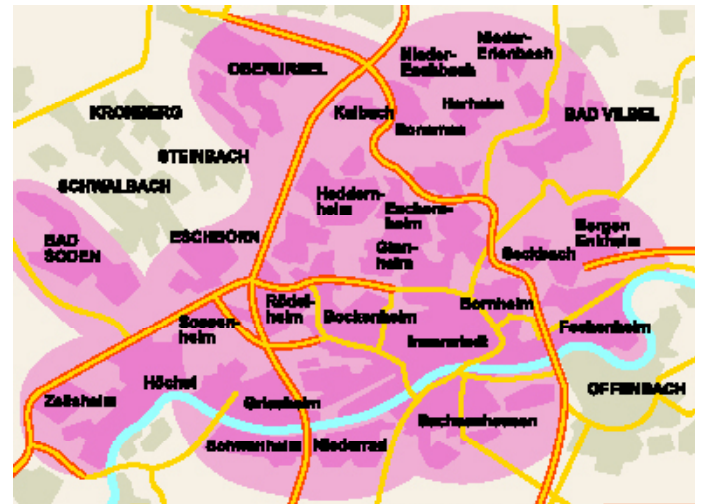 OBERURSEL
Nieder-
Eschbach
Nieder-
Erlenbach
KRONBERG
Kalbach
Harheim
Bonames
BAD VILBEL
STEINBACH
SCHWALBACH
Heddern-
heim
Eschers-
heim
BAD
SODEN
ESCHBORN
Ginn-
heim
Seckbach
Bergen
Enkheim
Sossen-
heim
Rödel-
heim
Bockenheim
Bornheim
Innenstadt
Fechenheim
Zeilsheim
Höchst
Griesheim
OFFENBACH
Schwanheim
Niederrad
Sachsenhausen